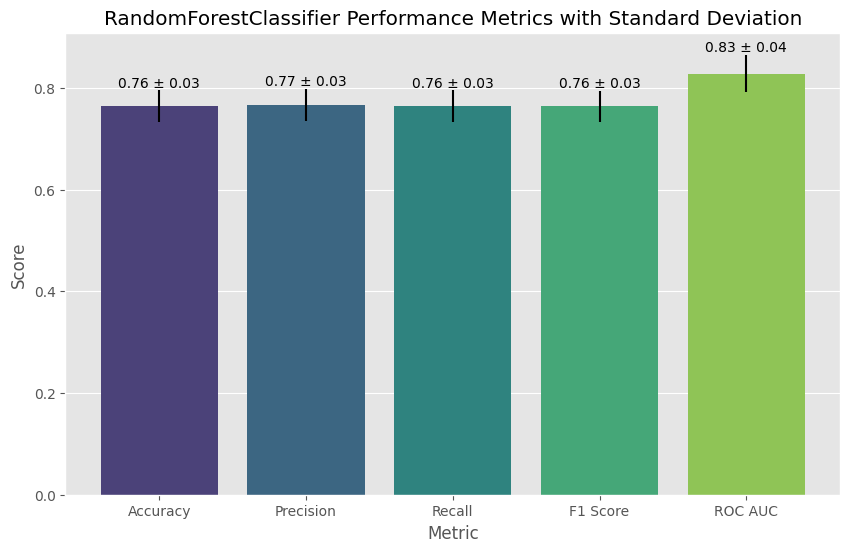 RandomForestClassifier Performance Metrics with Standard Deviation
0.76 ± 0.03
0.77 ± 0.03
0.76 ± 0.03
0.76 ± 0.03
0.83 ± 0.04
Score
0.8
0.6
0.4
0.2
0.0
Accuracy
Precision
Recall
F1 Score
ROC AUC
Metric